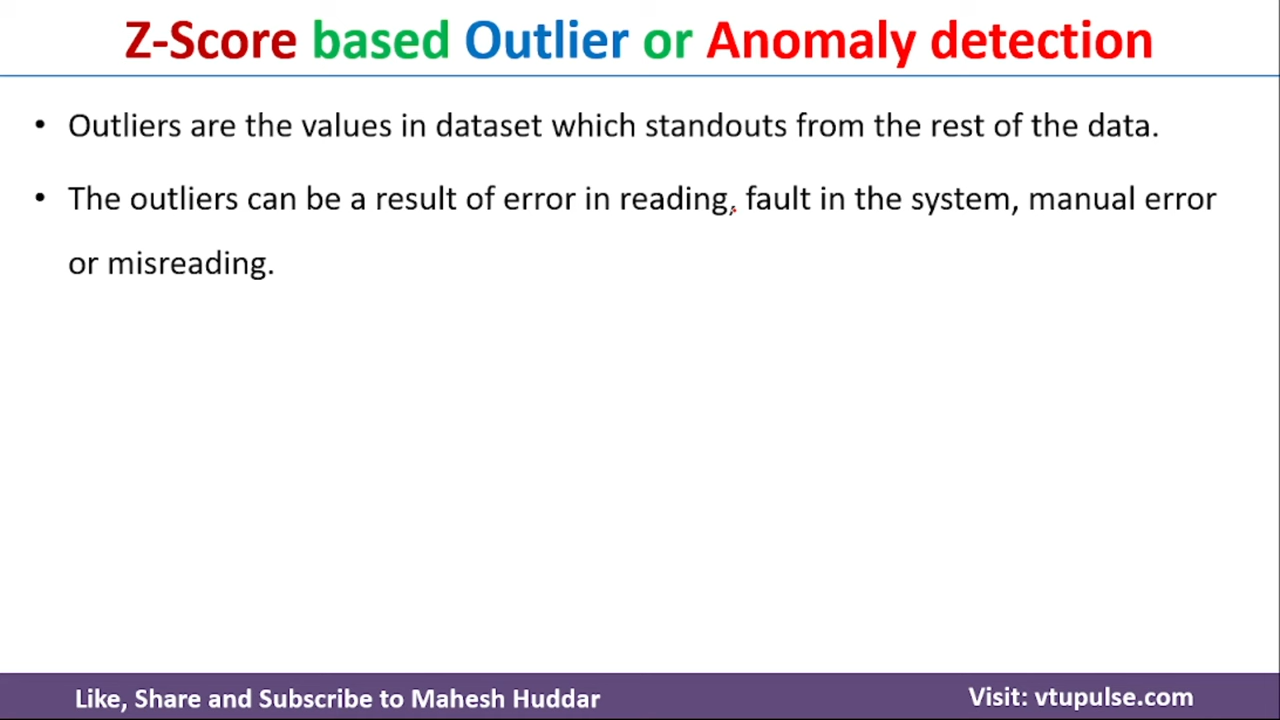 Z-Score based Outlier or Anomaly detection
• Outliers are the values in dataset which standouts from the rest of the data.
• The outliers can be a result of error in reading, fault in the system, manual error
or misreading.
Like, Share and Subscribe to Mahesh Huddar
Visit: vtupulse.com